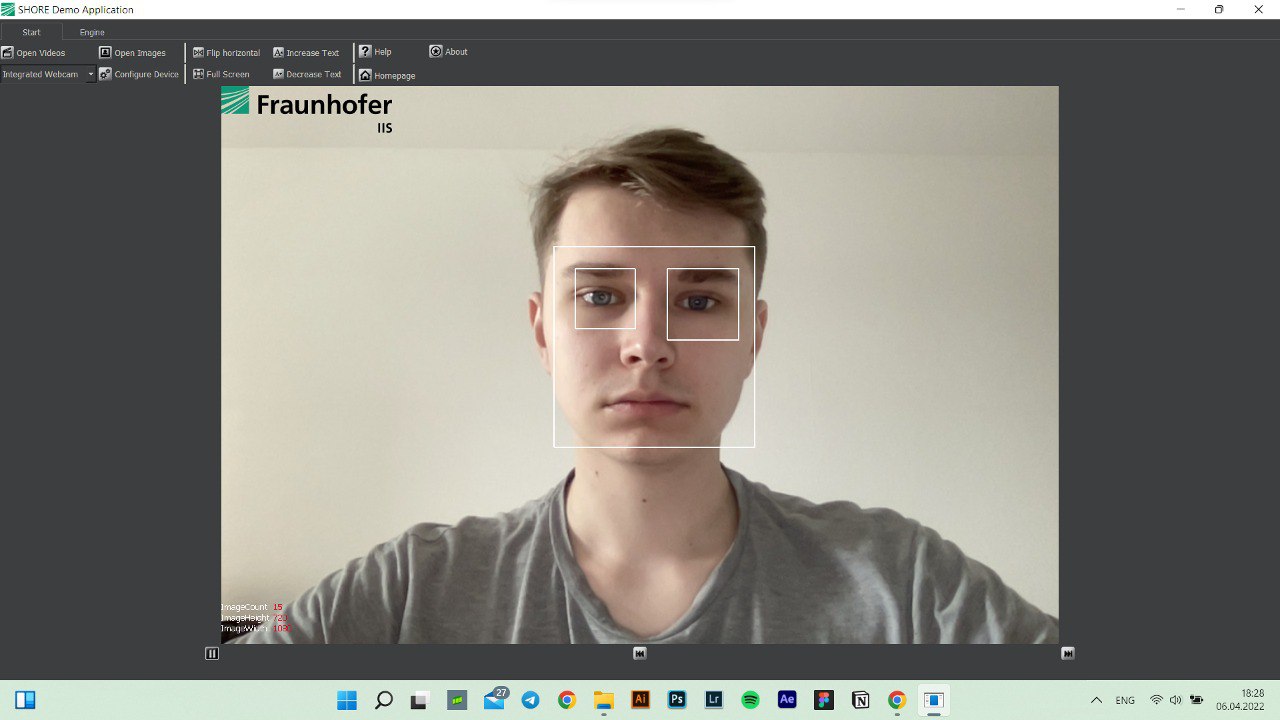 SHORE Demo Application
Start Engine
Open Videos Open Images Flip horizontal Increase Text Help About
Integrated Webcam Configure Device Full Screen Decrease Text Homepage
Fraunhofer
IIS
ImageCount 15
ImageHeight
ImageWidth
27
Ai Ps Lr Ae
ENG
18:28
06.04.2022